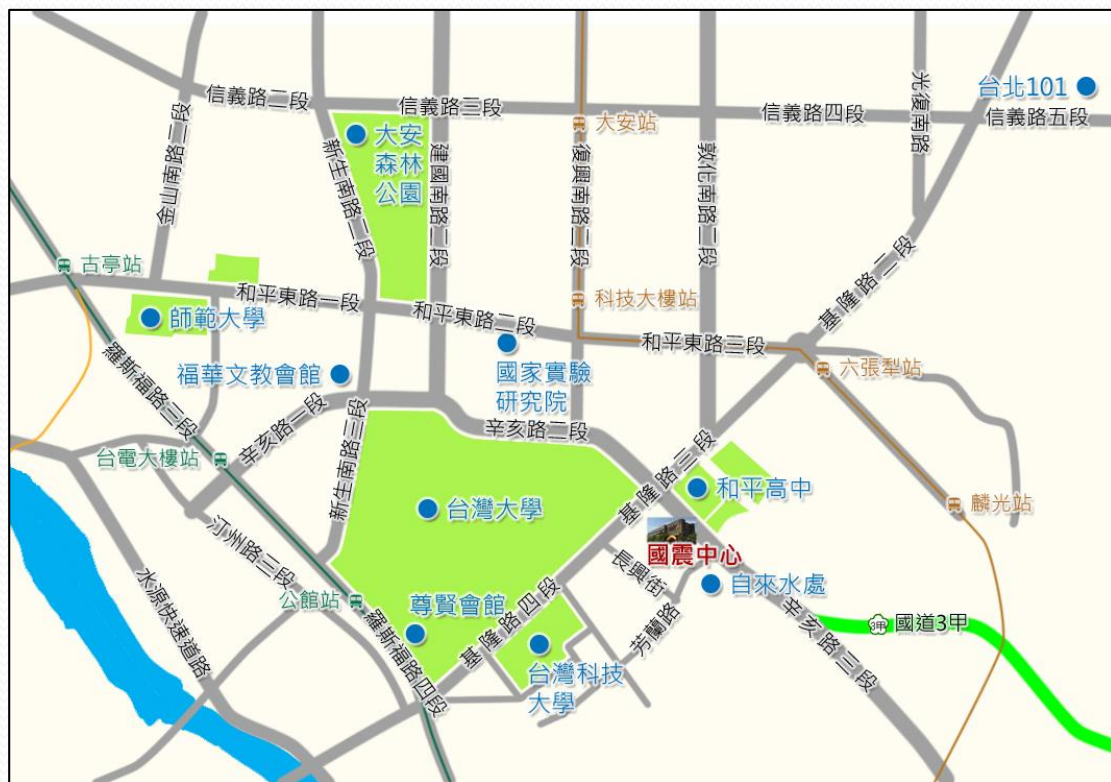 信義路二段
信義路三段
信義路四段
信義路五段
台北101
光復南路
大安站
大安
森林
公園
金山南路二段
新生南路二段
建國南路二段
復興南路二段
敦化南路二段
基隆路二段
古亭站
和平東路一段
和平東路二段
科技大樓站
和平東路三段
六張犁站
師範大學
福華文教會館
國家實驗
研究院
羅斯福路三段
辛亥路一段
辛亥路二段
新生南路三段
台電大樓站
基隆路三段
和平高中
麟光站
台灣大學
汀州路三段
國震中心
長興街
自來水處
水源快速道路
公館站
尊賢會館
羅斯福路四段
基隆路四段
芳蘭路
辛亥路三段
3甲
國道3甲
台灣科技
大學